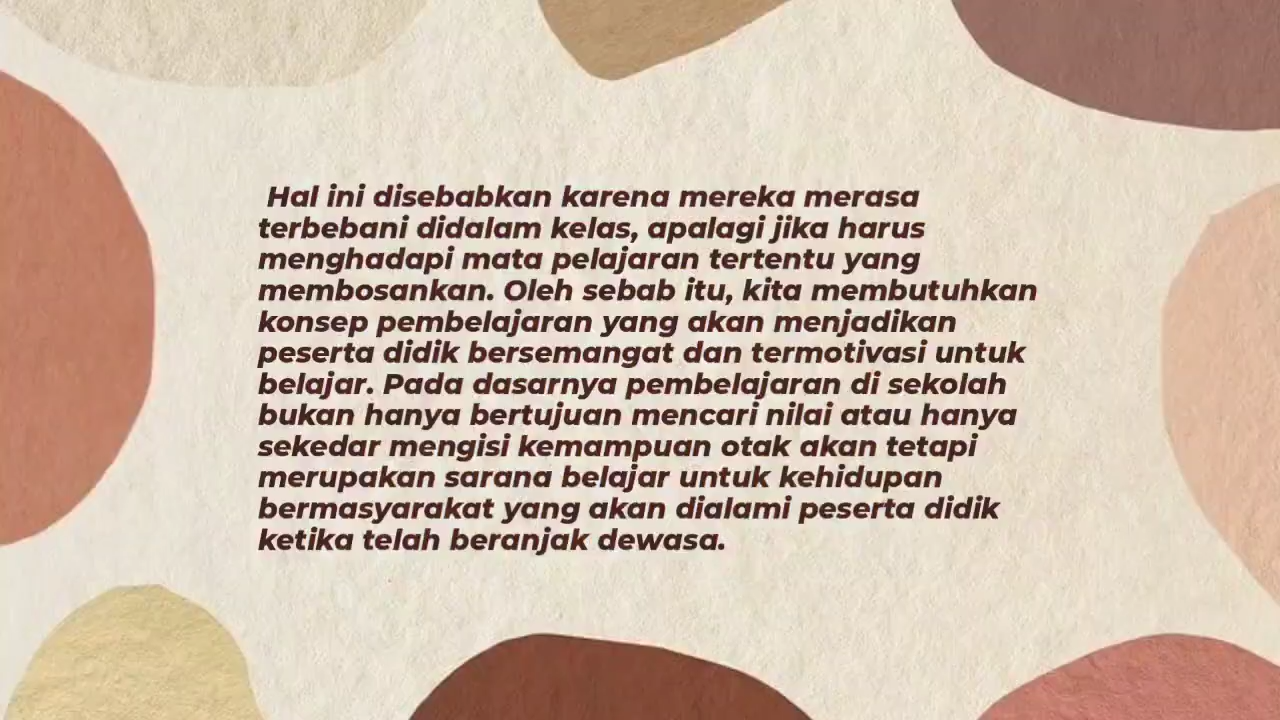 Hal ini disebabkan karena mereka merasa
terbebani didalam kelas, apalagi jika harus
menghadapi mata pelajaran tertentu yang
membosankan. Oleh sebab itu, kita membutuhkan
konsep pembelajaran yang akan menjadikan
peserta didik bersemangat dan termotivasi untuk
belajar. Pada dasarnya pembelajaran di sekolah
bukan hanya bertujuan mencari nilai atau hanya
sekedar mengisi kemampuan otak akan tetapi
merupakan sarana belajar untuk kehidupan
bermasyarakat yang akan dialami peserta didik
ketika telah beranjak dewasa.